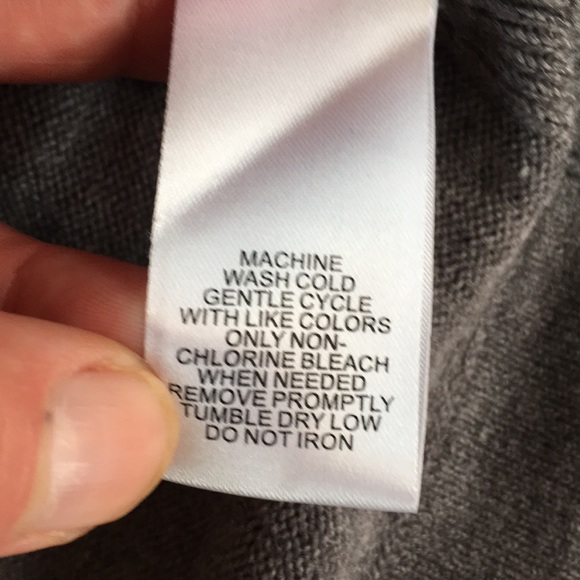 MACHINE
WASH COLD
GENTLE CYCLE
WITH LIKE COLORS
ONLY NON-
CHLORINE BLEACH
WHEN NEEDED
REMOVE PROMPTLY
TUMBLE DRY LOW
DO NOT IRON